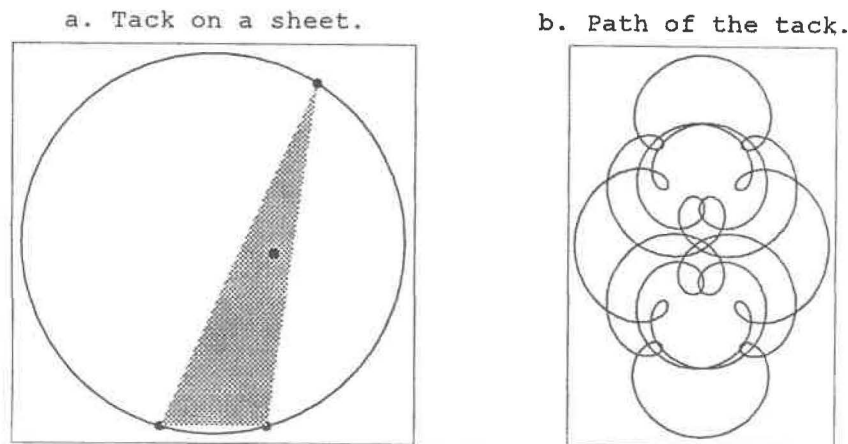 a. Tack on a sheet.
b. Path of the tack.